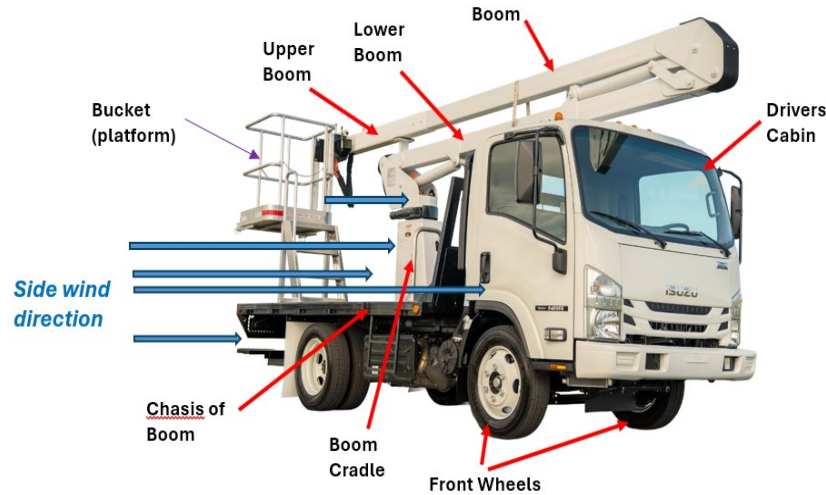 Boom
Lower
Boom
Upper
Boom
Bucket
(platform)
Drivers
Cabin
Side wind
direction
ISUZU
Chasis of
Boom
Boom
Cradle
Front Wheels